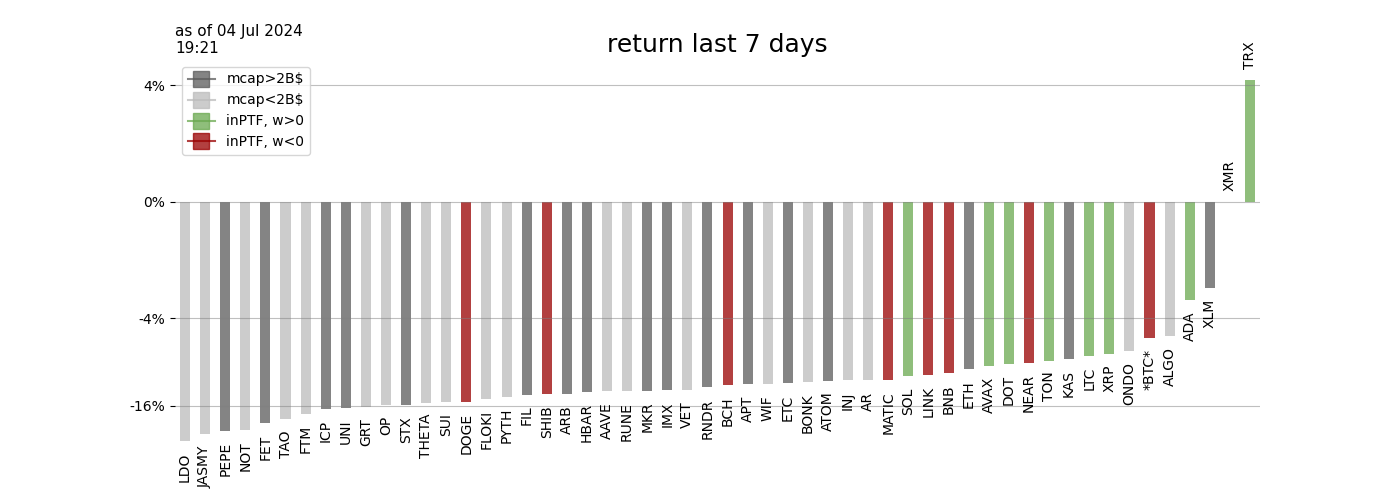 as of 04 Jul 2024
19:21
return last 7 days
mcap>2B$
mcap<2B$
inPTF, w>0
inPTF, w<0
4%
0%
-4%
-16%
LDO
JASMY
PEPE
NOT
FET
TAO
FTM
ICP
UNI
GRT
OP
STX
THETA
SUI
DOGE
FLOKI
PYTH
FIL
SHIB
ARB
HBAR
AAVE
RUNE
MKR
IMX
VET
RNDR
BCH
APT
WIF
ETC
BONK
ATOM
INJ
AR
MATIC
SOL
LINK
BNB
ETH
AVAX
DOT
NEAR
TON
KAS
LTC
XRP
ONDO
*BTC*
ALGO
ADA
XLM
XMR
TRX